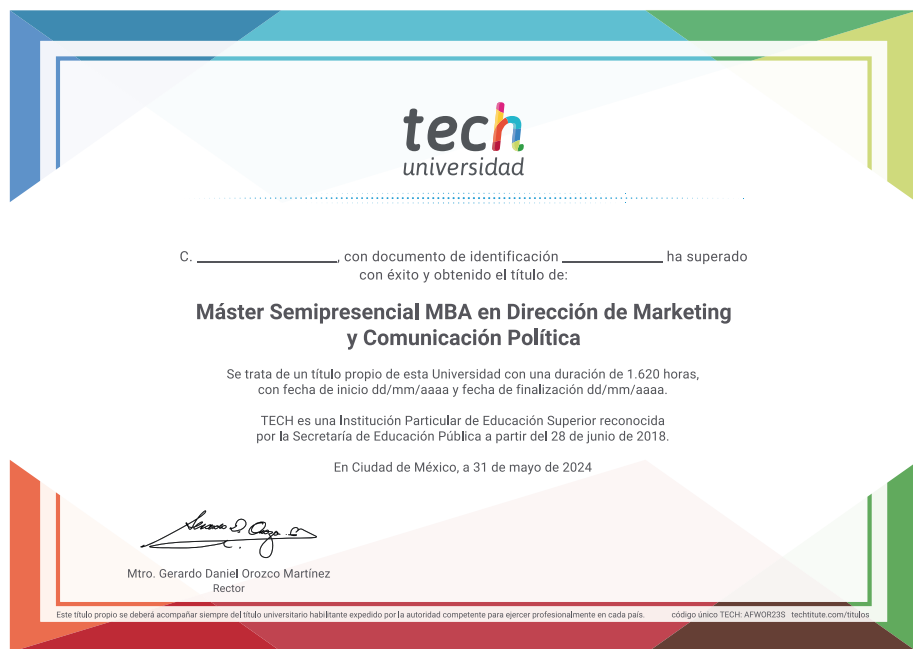 tech
universidad
C. ____________, con documento de identificación ____________ ha superado
con éxito y obtenido el título de:
Máster Semipresencial MBA en Dirección de Marketing
y Comunicación Política
Se trata de un título propio de esta Universidad con una duración de 1.620 horas,
con fecha de inicio dd/mm/aaaa y fecha de finalización dd/mm/aaaa.
TECH es una Institución Particular de Educación Superior reconocida
por la Secretaría de Educación Pública a partir del 28 de junio de 2018.
En Ciudad de México, a 31 de mayo de 2024
Mtro. Gerardo Daniel Orozco Martínez
Rector
Este título propio se deberá acompañar siempre del título universitario habilitante expedido por la autoridad competente para ejercer profesionalmente en cada país. código único TECH: AFWOR23S techtitute.com/titulos